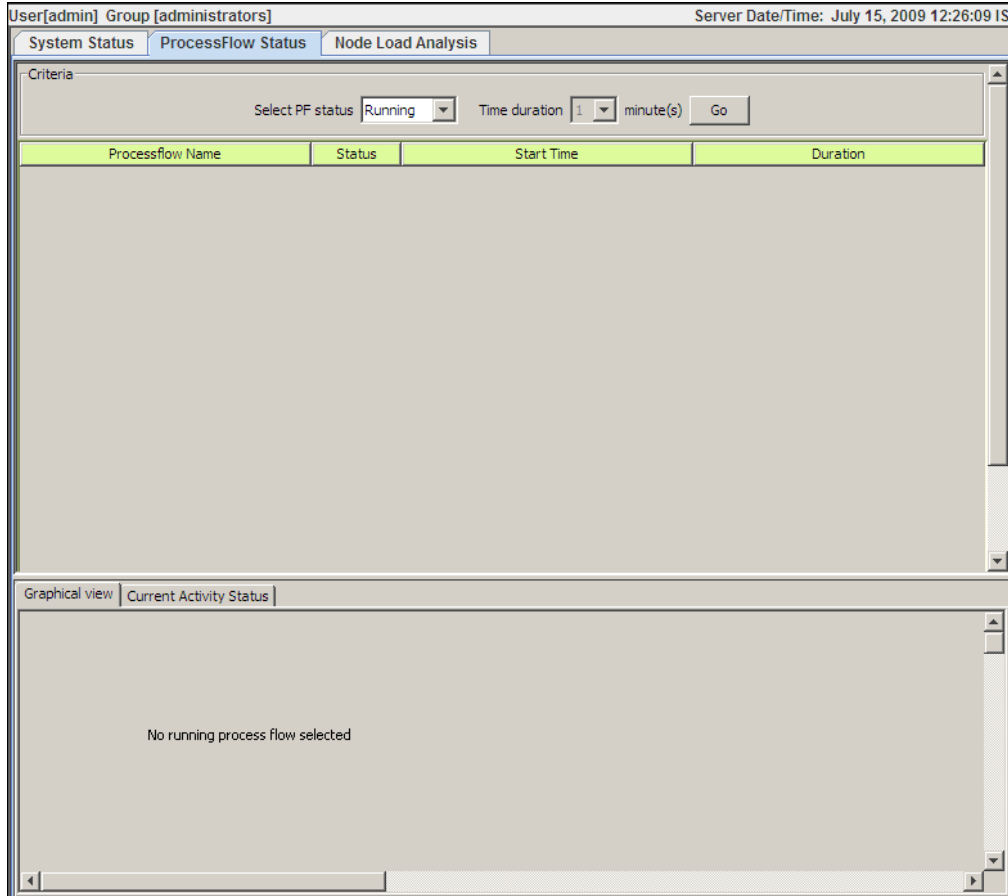 User[admin] Group [administrators] Server Date/Time: July 15, 2009 12:26:09 IS
System Status ProcessFlow Status Node Load Analysis
Criteria
Select PF status Running Time duration 1 minute(s) Go
Processflow Name Status Start Time Duration
Graphical view Current Activity Status
No running process flow selected